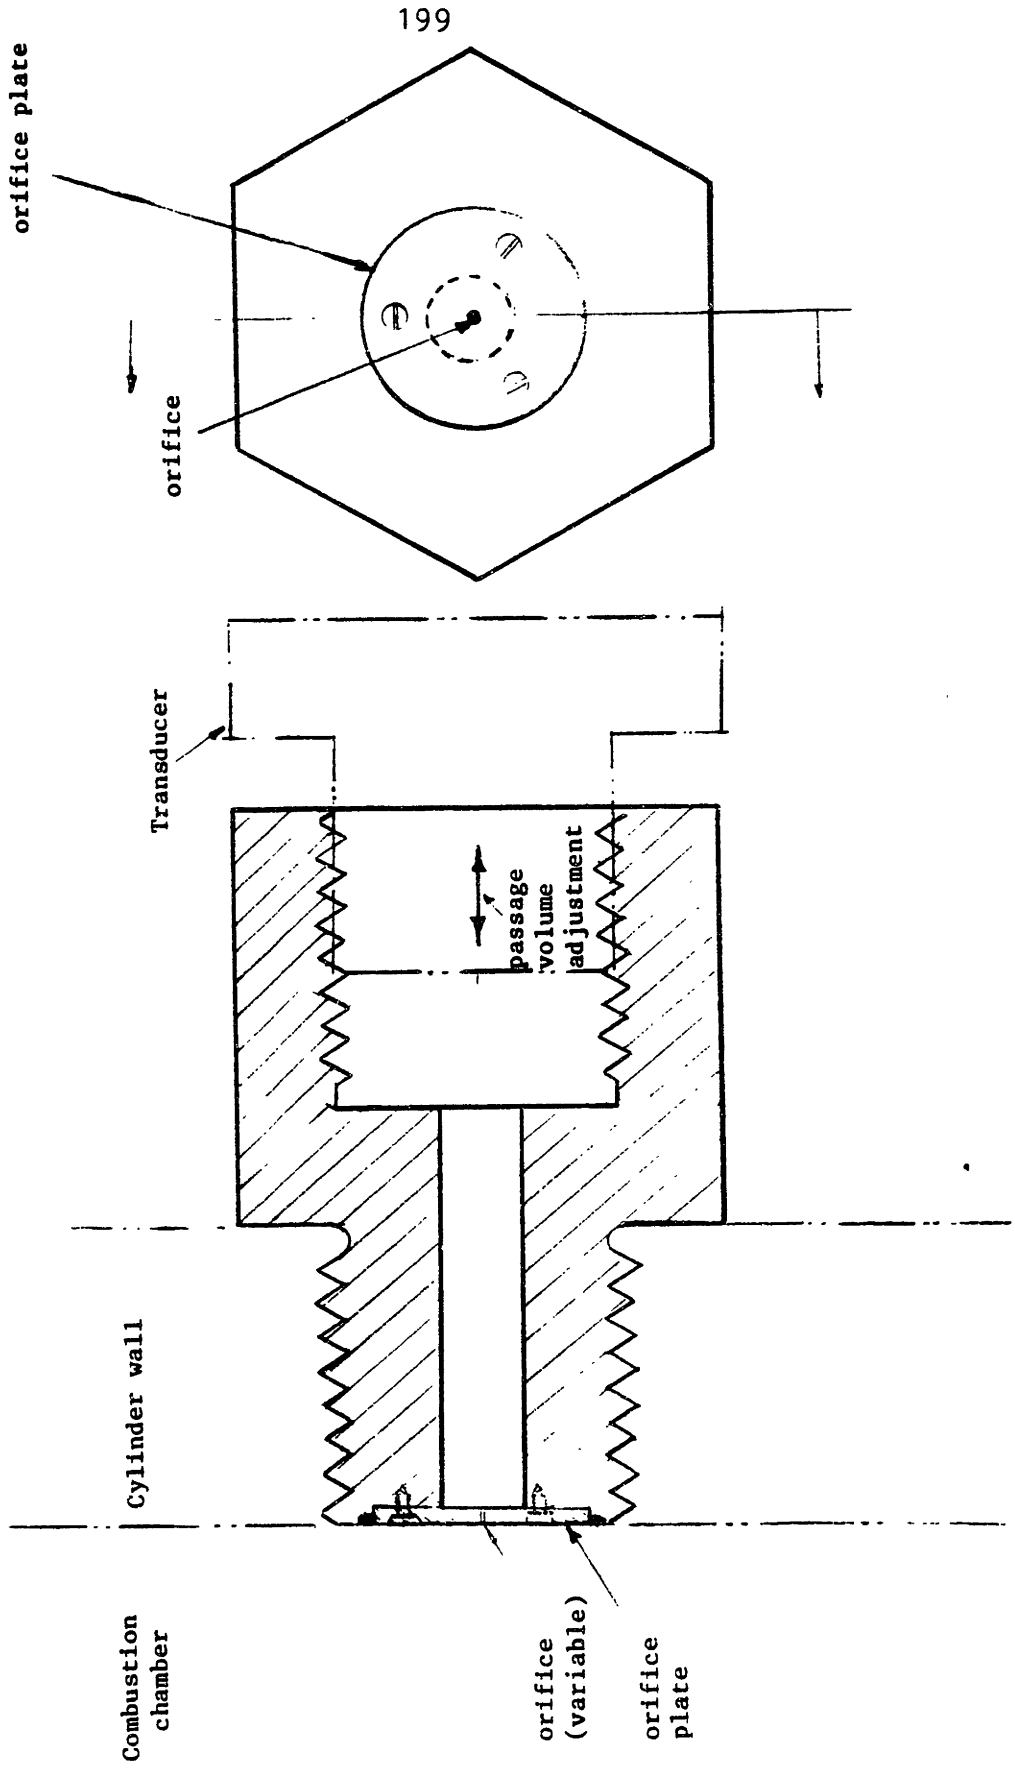 199
orifice plate
orifice
Transducer
passage
volume
adjustment
Cylinder wall
Combustion
chamber
orifice
(variable)
orifice
plate